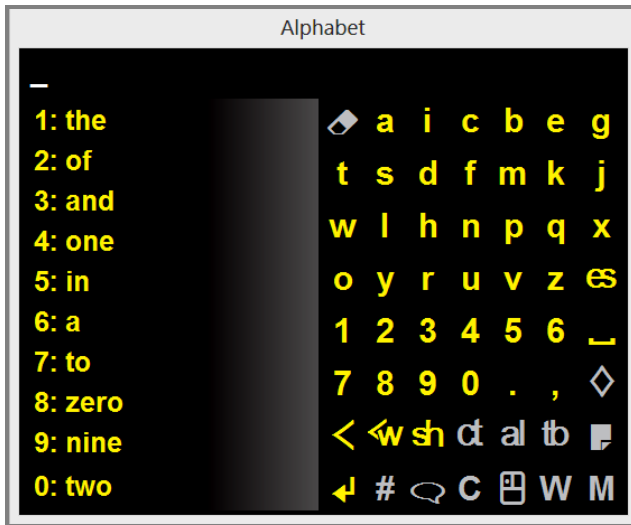 Alphabet
_
1: the
2: of
3: and
4: one
5: in
6: a
7: to
8: zero
9: nine
0: two
a i c b e g
t s d f m k j
w l h n p q x
o y r u v z es
1 2 3 4 5 6
7 8 9 0 . ,
< <w sh ct al tb
# C W M